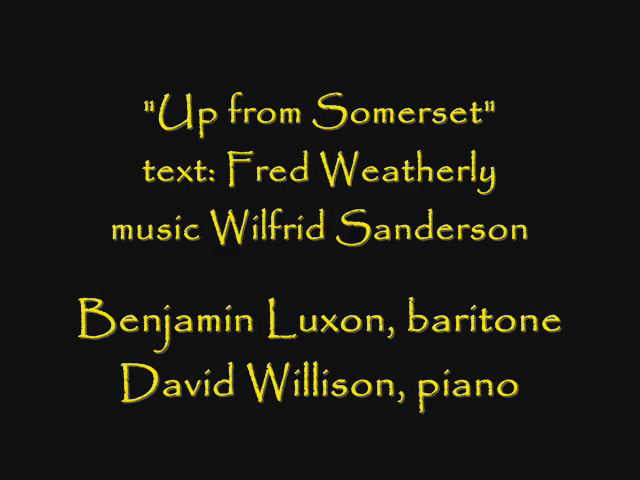 "Up from Somerset"
text: Fred Weatherly
music Wilfrid Sanderson
Benjamin Luxon, baritone
David Willison, piano